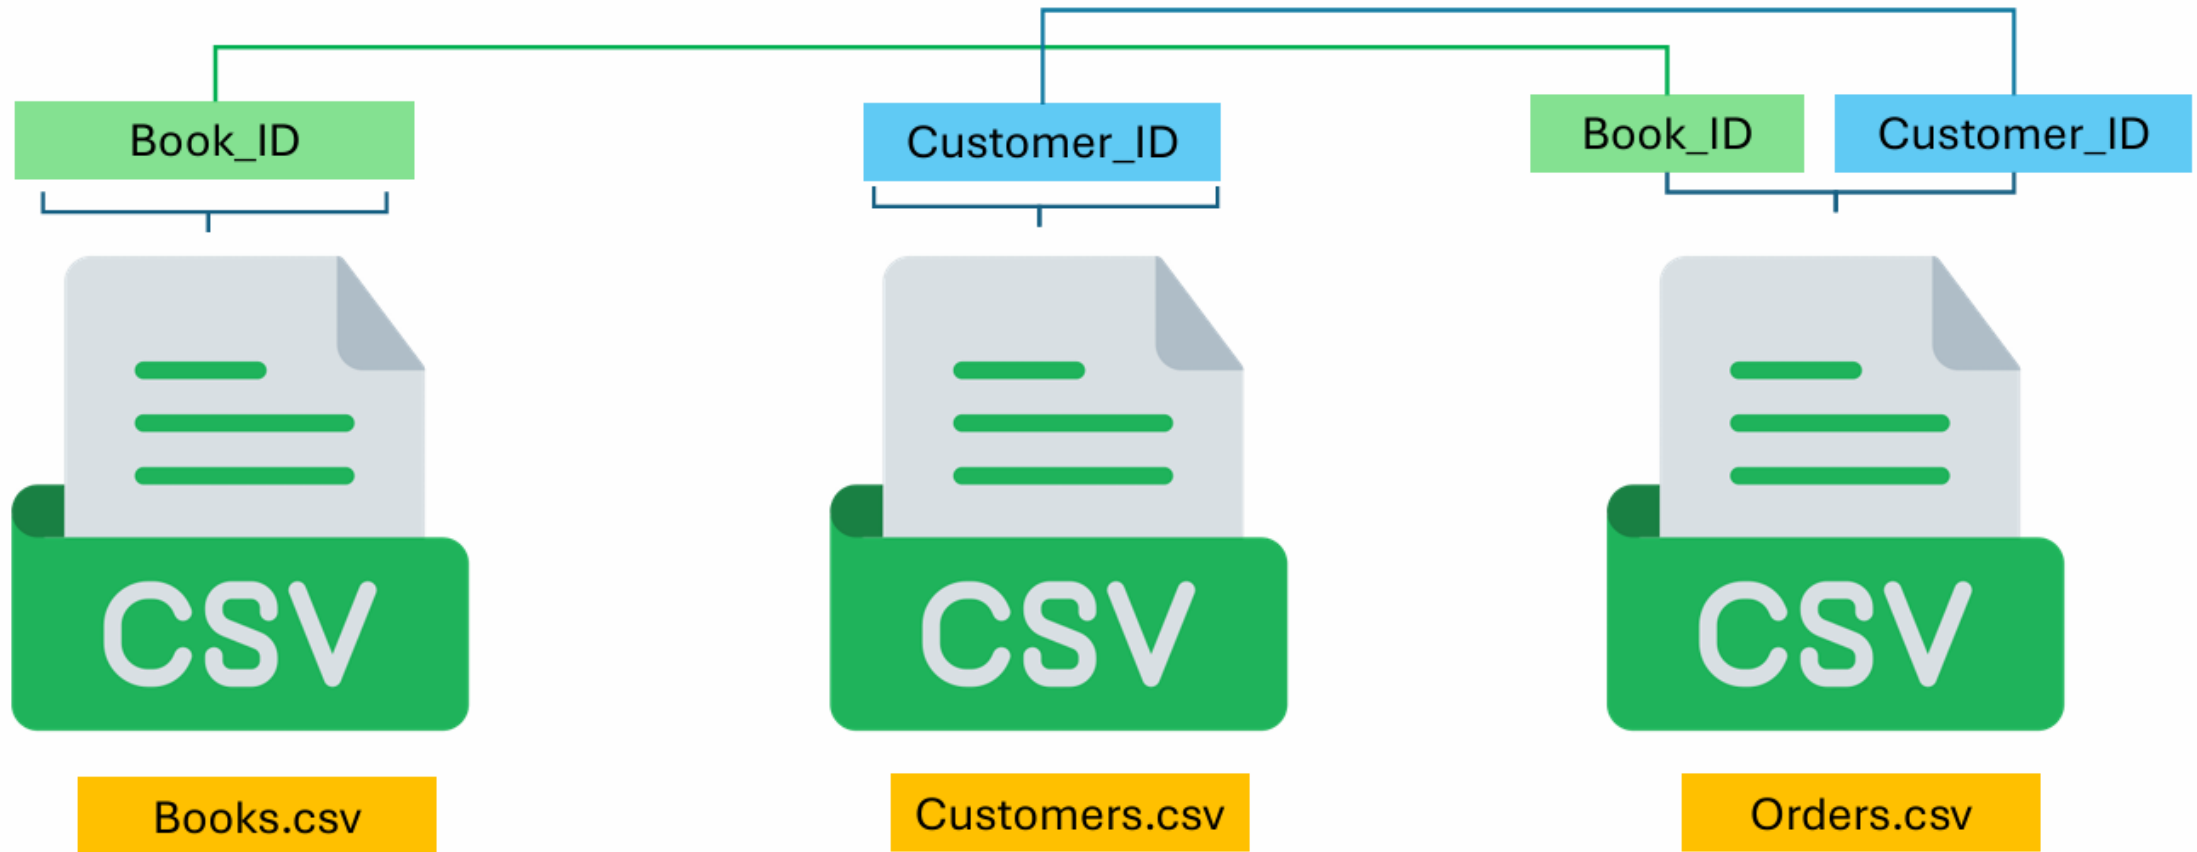 Book_ID
Customer_ID
Book_ID
Customer_ID
CSV
CSV
CSV
Books.csv
Customers.csv
Orders.csv